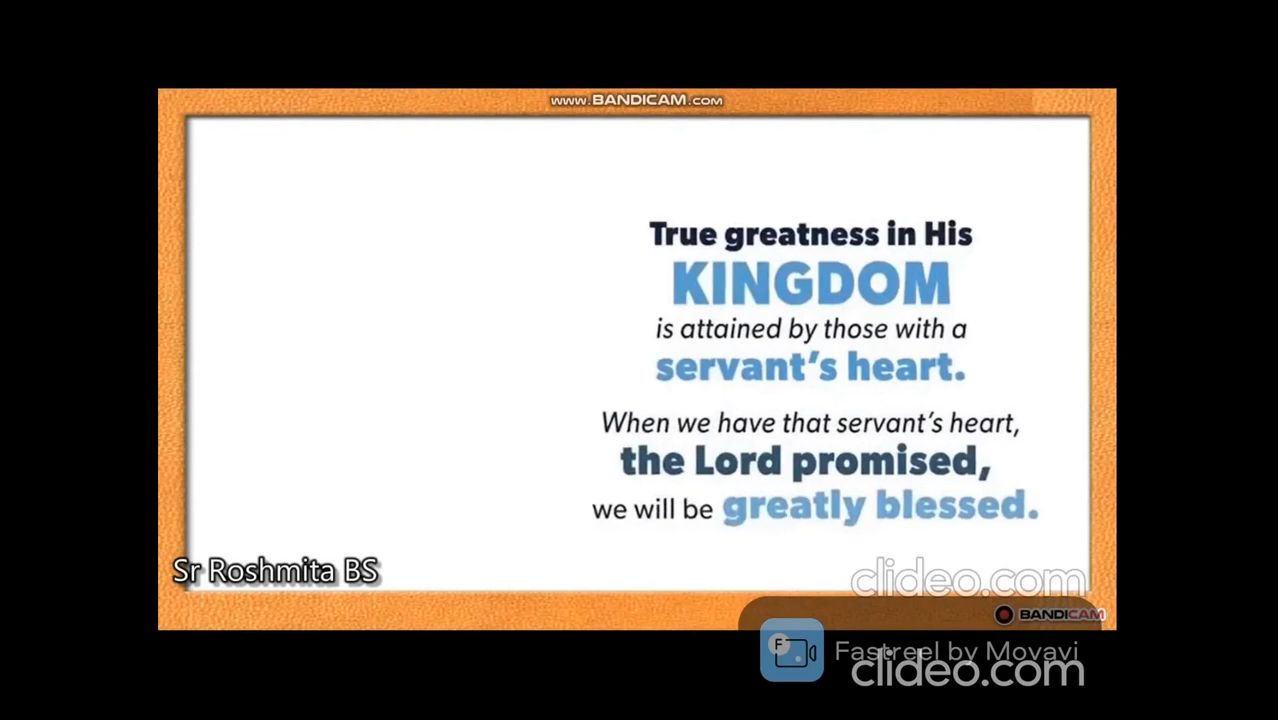 www.BANDICAM.com
True greatness in His
KINGDOM
is attained by those with a
servant's heart.
When we have that servant's heart,
the Lord promised,
we will be greatly blessed.
Sr Roshmita BS
clideo.com
BANDICAM
F
Fastreel by Movavi
clideo.com